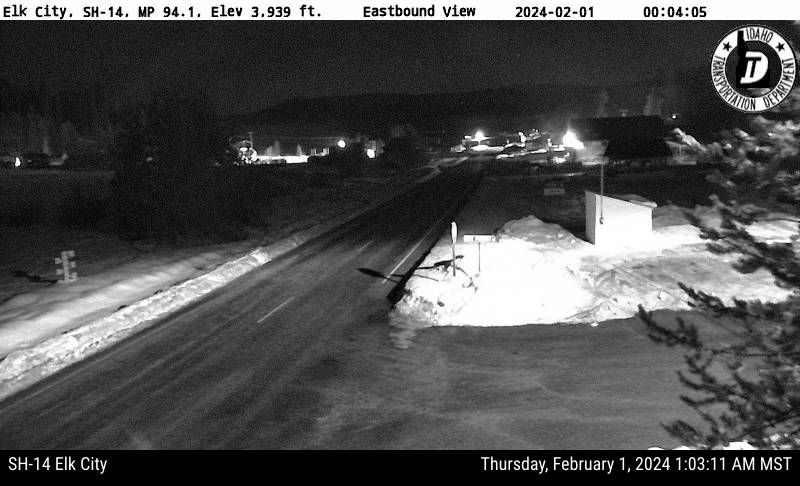 Elk City, SH-14, MP 94.1, Elev 3,939 ft. Eastbound View 2024-02-01 00:04:05
IDAHO
TRANSPORTATION DEPARTMENT
SH-14 Elk City Thursday, February 1, 2024 1:03:11 AM MST